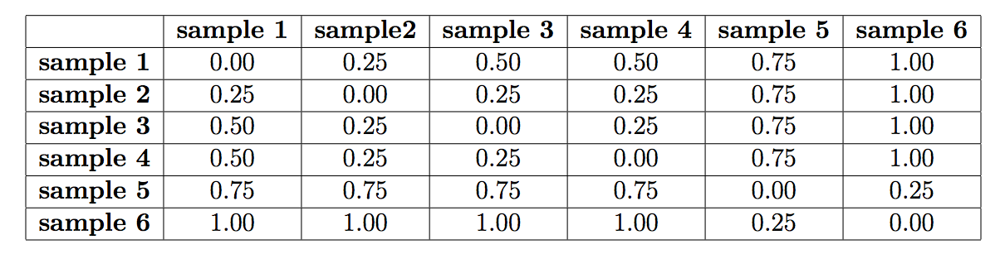 sample 1 sample2 sample 3 sample 4 sample 5 sample 6
sample 1 0.00 0.25 0.50 0.50 0.75 1.00
sample 2 0.25 0.00 0.25 0.25 0.75 1.00
sample 3 0.50 0.25 0.00 0.25 0.75 1.00
sample 4 0.50 0.25 0.25 0.00 0.75 1.00
sample 5 0.75 0.75 0.75 0.75 0.00 0.25
sample 6 1.00 1.00 1.00 1.00 0.25 0.00